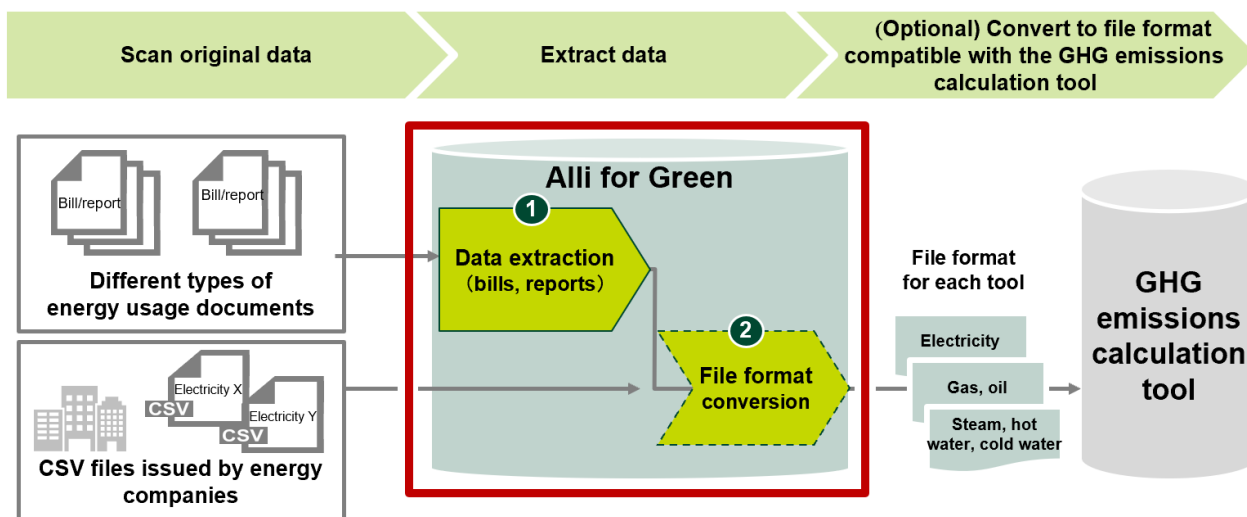 Scan original data
Extract data
(Optional) Convert to file format
compatible with the GHG emissions
calculation tool
Bill/report
Bill/report
Different types of
energy usage documents
Electricity X
CSV
Electricity Y
CSV
CSV files issued by energy
companies
Alli for Green
1
Data extraction
（bills, reports）
2
File format
conversion
File format
for each tool
Electricity
Gas, oil
Steam, hot
water, cold water
GHG
emissions
calculation
tool